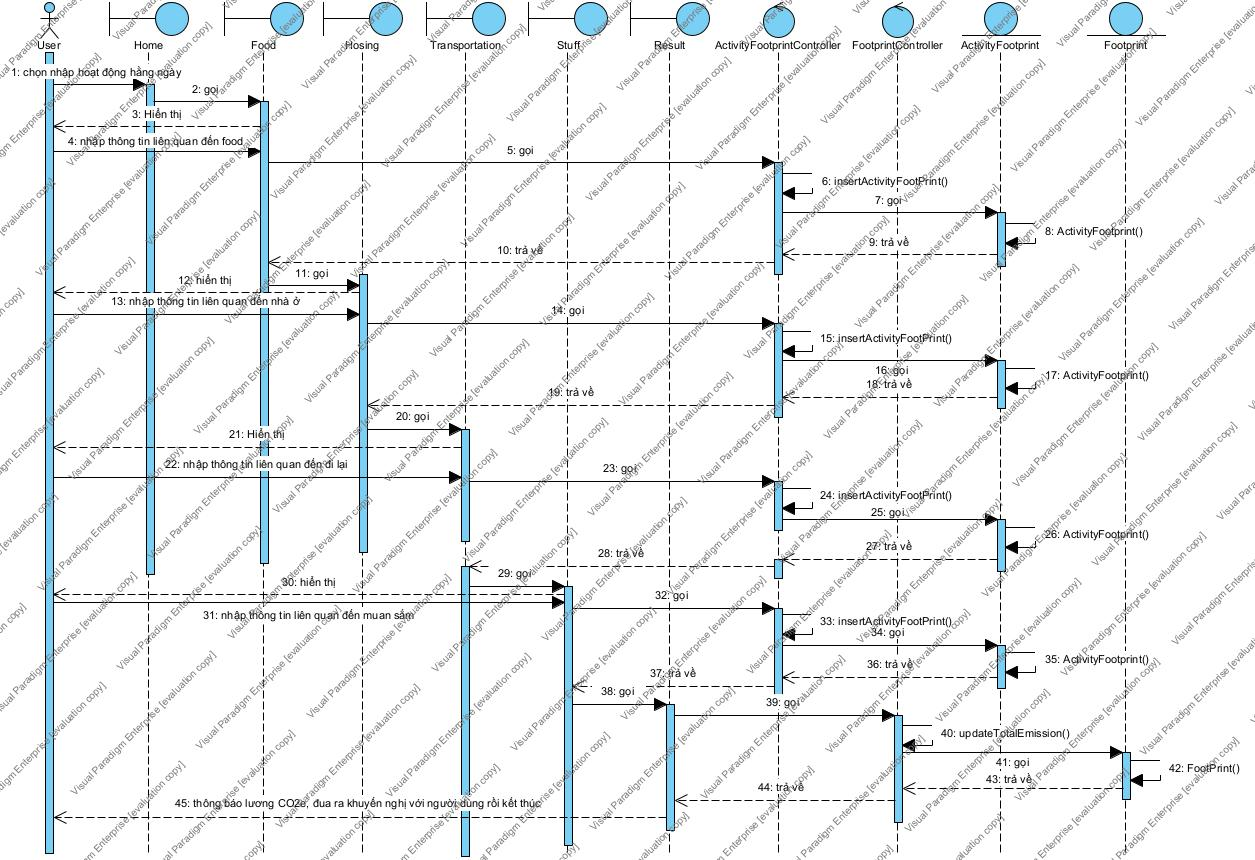 User
Home
Food
Hosing
Transportation
Stuff
Result
ActivityFootprintController
FootprintController
ActivityFootprint
Footprint
1: chọn nhập hoạt động hằng ngày
2: gọi
3: Hiển thị
4: nhập thông tin liên quan đến food
5: gọi
6: insertActivityFootPrint()
7: gọi
8: ActivityFootprint()
9: trả về
10: trả về
11: gọi
12: hiển thị
13: nhập thông tin liên quan đến nhà ở
14: gọi
15: insertActivityFootPrint()
16: gọi
17: ActivityFootprint()
18: trả về
19: trả về
20: gọi
21: Hiển thị
22: nhập thông tin liên quan đến đi lại
23: gọi
24: insertActivityFootPrint()
25: gọi
26: ActivityFootprint()
27: trả về
28: trả về
29: gọi
30: hiển thị
31: nhập thông tin liên quan đến muan sắm
32: gọi
33: insertActivityFootPrint()
34: gọi
35: ActivityFootprint()
36: trả về
37: trả về
38: gọi
39: gọi
40: updateTotalEmission()
41: gọi
42: FootPrint()
43: trả về
44: trả về
45: thông báo lương CO2e, đua ra khuyến nghị với người dùng rồi kết thúc
Visual Paradigm Enterprise [evaluation copy]